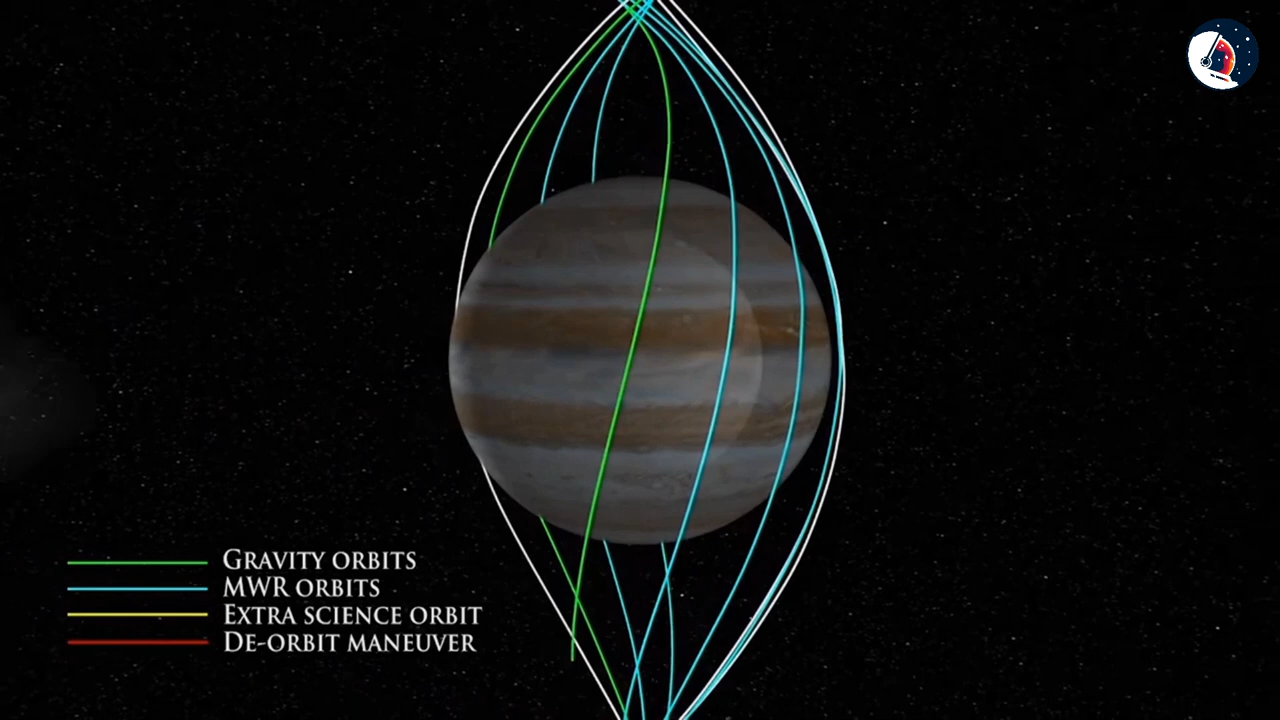 GRAVITY ORBITS
MWR ORBITS
EXTRA SCIENCE ORBIT
DE-ORBIT MANEUVER